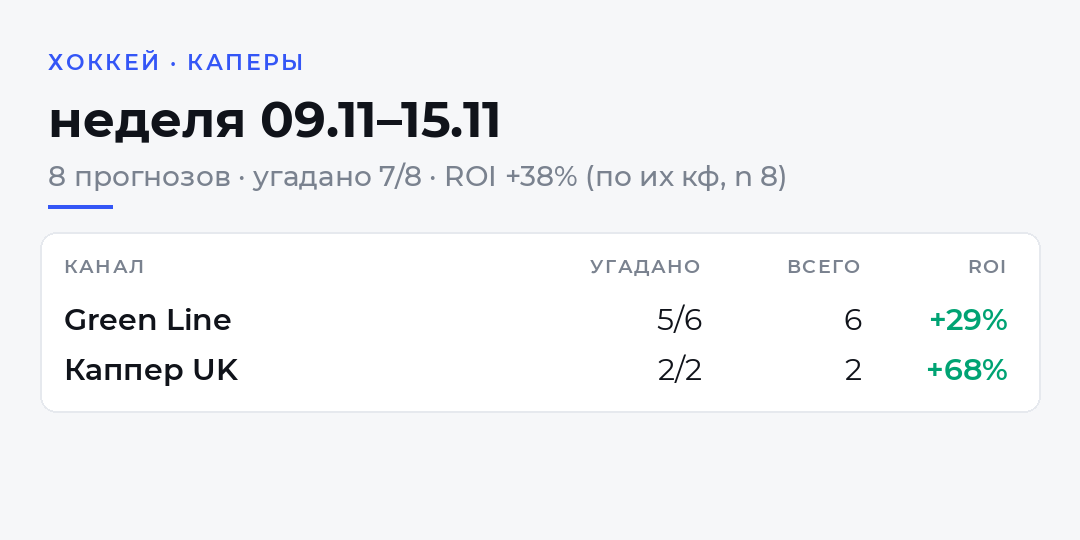 ХОККЕЙ · КАПЕРЫ
неделя 09.11–15.11
8 прогнозов · угадано 7/8 · ROI +38% (по их кф, n 8)
КАНАЛ УГАДАНО ВСЕГО ROI
Green Line 5/6 6 +29%
Каппер UK 2/2 2 +68%